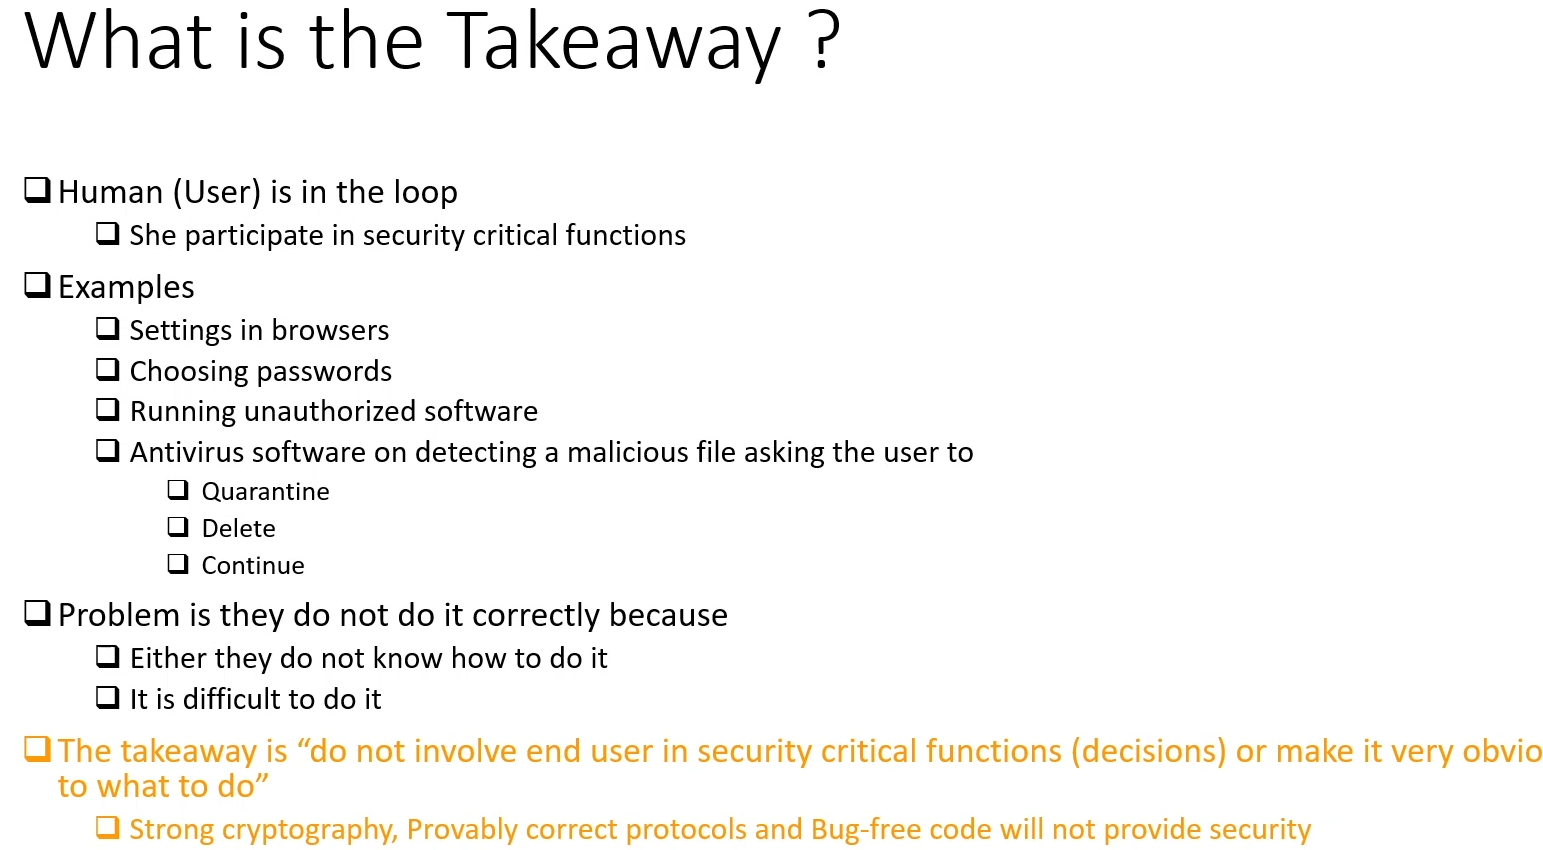 What is the Takeaway ?
Human (User) is in the loop
She participate in security critical functions
Examples
Settings in browsers
Choosing passwords
Running unauthorized software
Antivirus software on detecting a malicious file asking the user to
Quarantine
Delete
Continue
Problem is they do not do it correctly because
Either they do not know how to do it
It is difficult to do it
The takeaway is “do not involve end user in security critical functions (decisions) or make it very obvio
to what to do”
Strong cryptography, Provably correct protocols and Bug-free code will not provide security